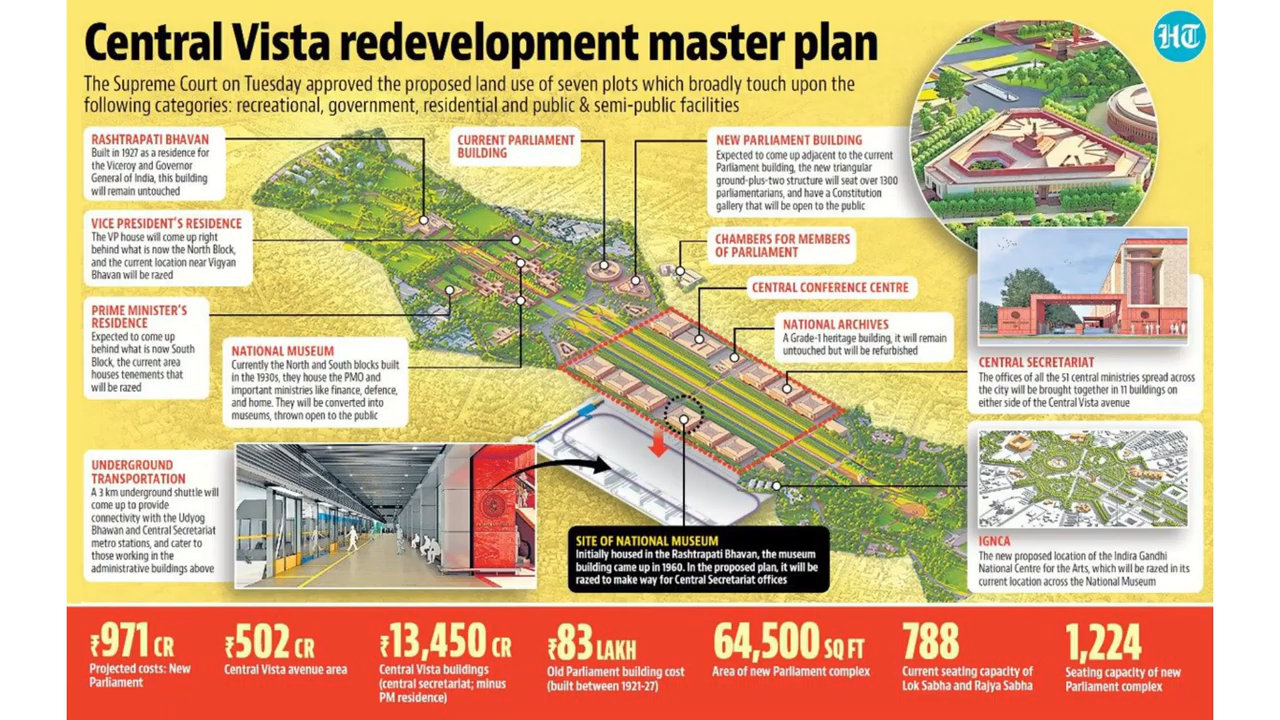 Central Vista redevelopment master plan
HT
The Supreme Court on Tuesday approved the proposed land use of seven plots which broadly touch upon the
following categories: recreational, government, residential and public & semi-public facilities
RASHTRAPATI BHAVAN
Built in 1927 as a residence for
the Viceroy and Governor
General of India, this building
will remain untouched
CURRENT PARLIAMENT
BUILDING
NEW PARLIAMENT BUILDING
Expected to come up adjacent to the current
Parliament building, the new triangular
ground-plus-two structure will seat over 1300
parliamentarians, and have a Constitution
gallery that will be open to the public
VICE PRESIDENT'S RESIDENCE
The VP house will come up right
behind what is now the North Block,
and the current location near Vigyan
Bhavan will be razed
CHAMBERS FOR MEMBERS
OF PARLIAMENT
CENTRAL CONFERENCE CENTRE
PRIME MINISTER'S
RESIDENCE
Expected to come up
behind what is now South
Block, the current area
houses tenements that
will be razed
NATIONAL MUSEUM
Currently the North and South blocks built
in the 1930s, they house the PMO and
important ministries like finance, defence,
and home. They will be converted into
museums, thrown open to the public
NATIONAL ARCHIVES
A Grade-1 heritage building, it will remain
untouched but will be refurbished
CENTRAL SECRETARIAT
The offices of all the 51 central ministries spread across
the city will be brought together in 11 buildings on
either side of the Central Vista avenue
UNDERGROUND
TRANSPORTATION
A 3 km underground shuttle will
come up to provide
connectivity with the Udyog
Bhawan and Central Secretariat
metro stations, and cater to
those working in the
administrative buildings above
SITE OF NATIONAL MUSEUM
Initially housed in the Rashtrapati Bhavan, the museum
building came up in 1960. In the proposed plan, it will be
razed to make way for Central Secretariat offices
IGNCA
The new proposed location of the Indira Gandhi
National Centre for the Arts, which will be razed in its
current location across the National Museum
₹971 CR
Projected costs: New
Parliament
₹502 CR
Central Vista avenue area
₹13,450 CR
Central Vista buildings
(central secretariat; minus
PM residence)
₹83 LAKH
Old Parliament building cost
(built between 1921-27)
64,500 SQ FT
Area of new Parliament complex
788
Current seating capacity of
Lok Sabha and Rajya Sabha
1,224
Seating capacity of new
Parliament complex